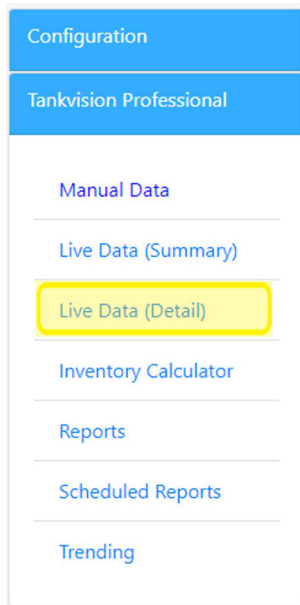 Configuration
Tankvision Professional
Manual Data
Live Data (Summary)
Live Data (Detail)
Inventory Calculator
Reports
Scheduled Reports
Trending